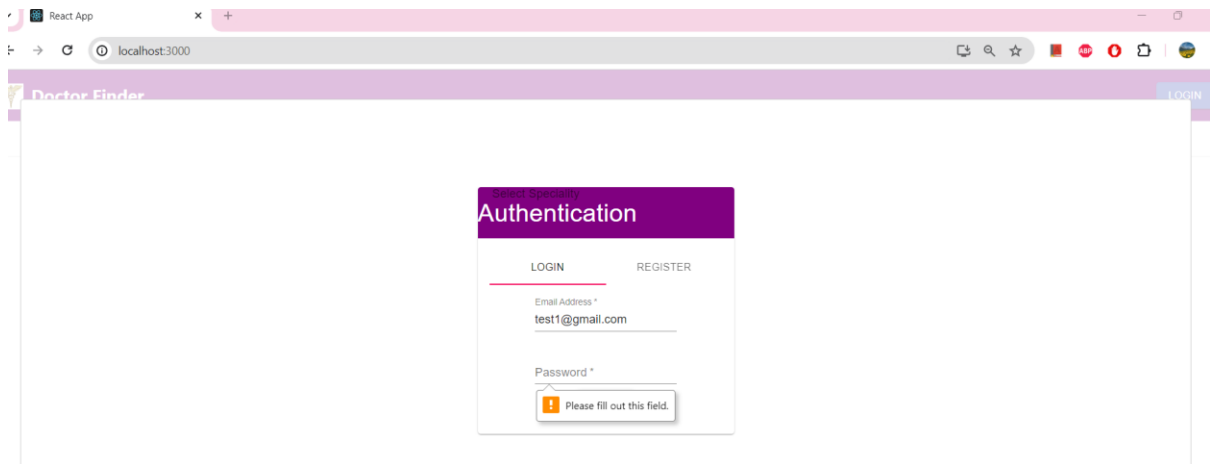 React App
localhost:3000
ABP
Doctor Finder
LOGIN
Select Speciality
Authentication
LOGIN REGISTER
Email Address *
test1@gmail.com
Password *
Please fill out this field.